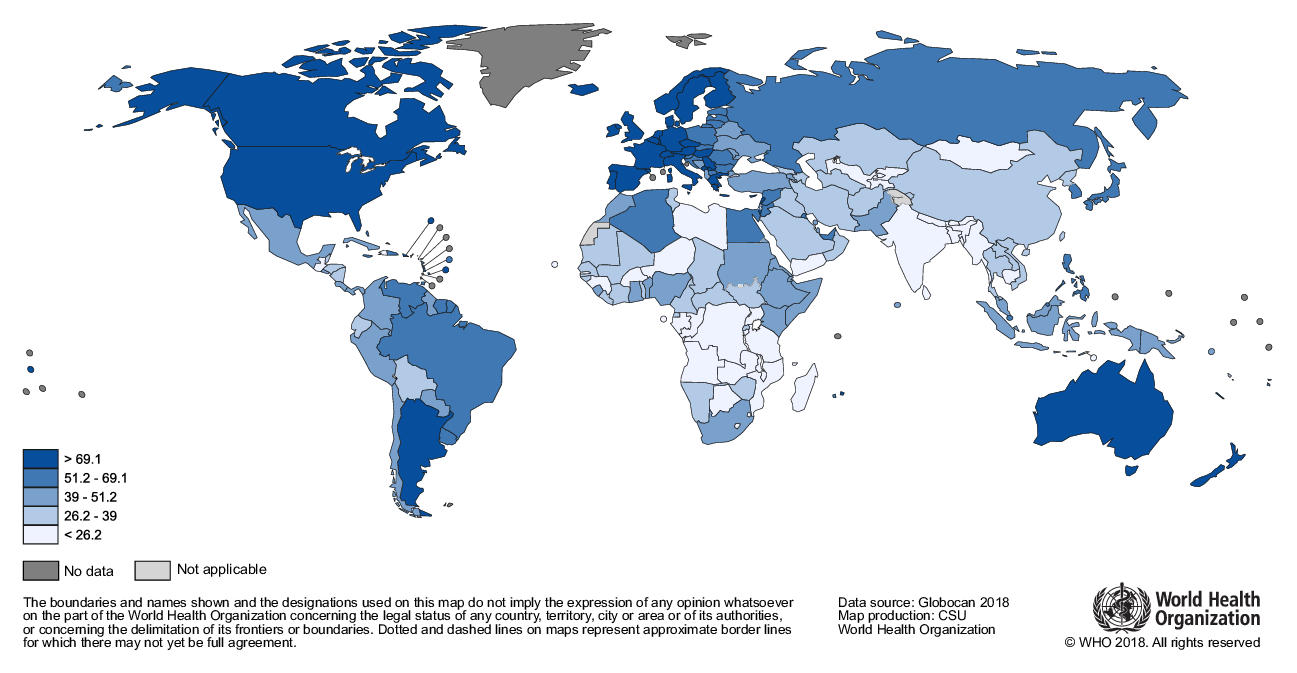 > 69.1
51.2 - 69.1
39 - 51.2
26.2 - 39
< 26.2
No data
Not applicable
The boundaries and names shown and the designations used on this map do not imply the expression of any opinion whatsoever
on the part of the World Health Organization concerning the legal status of any country, territory, city or area or of its authorities,
or concerning the delimitation of its frontiers or boundaries. Dotted and dashed lines on maps represent approximate border lines
for which there may not yet be full agreement.
Data source: Globocan 2018
Map production: CSU
World Health Organization
World Health
Organization
© WHO 2018. All rights reserved